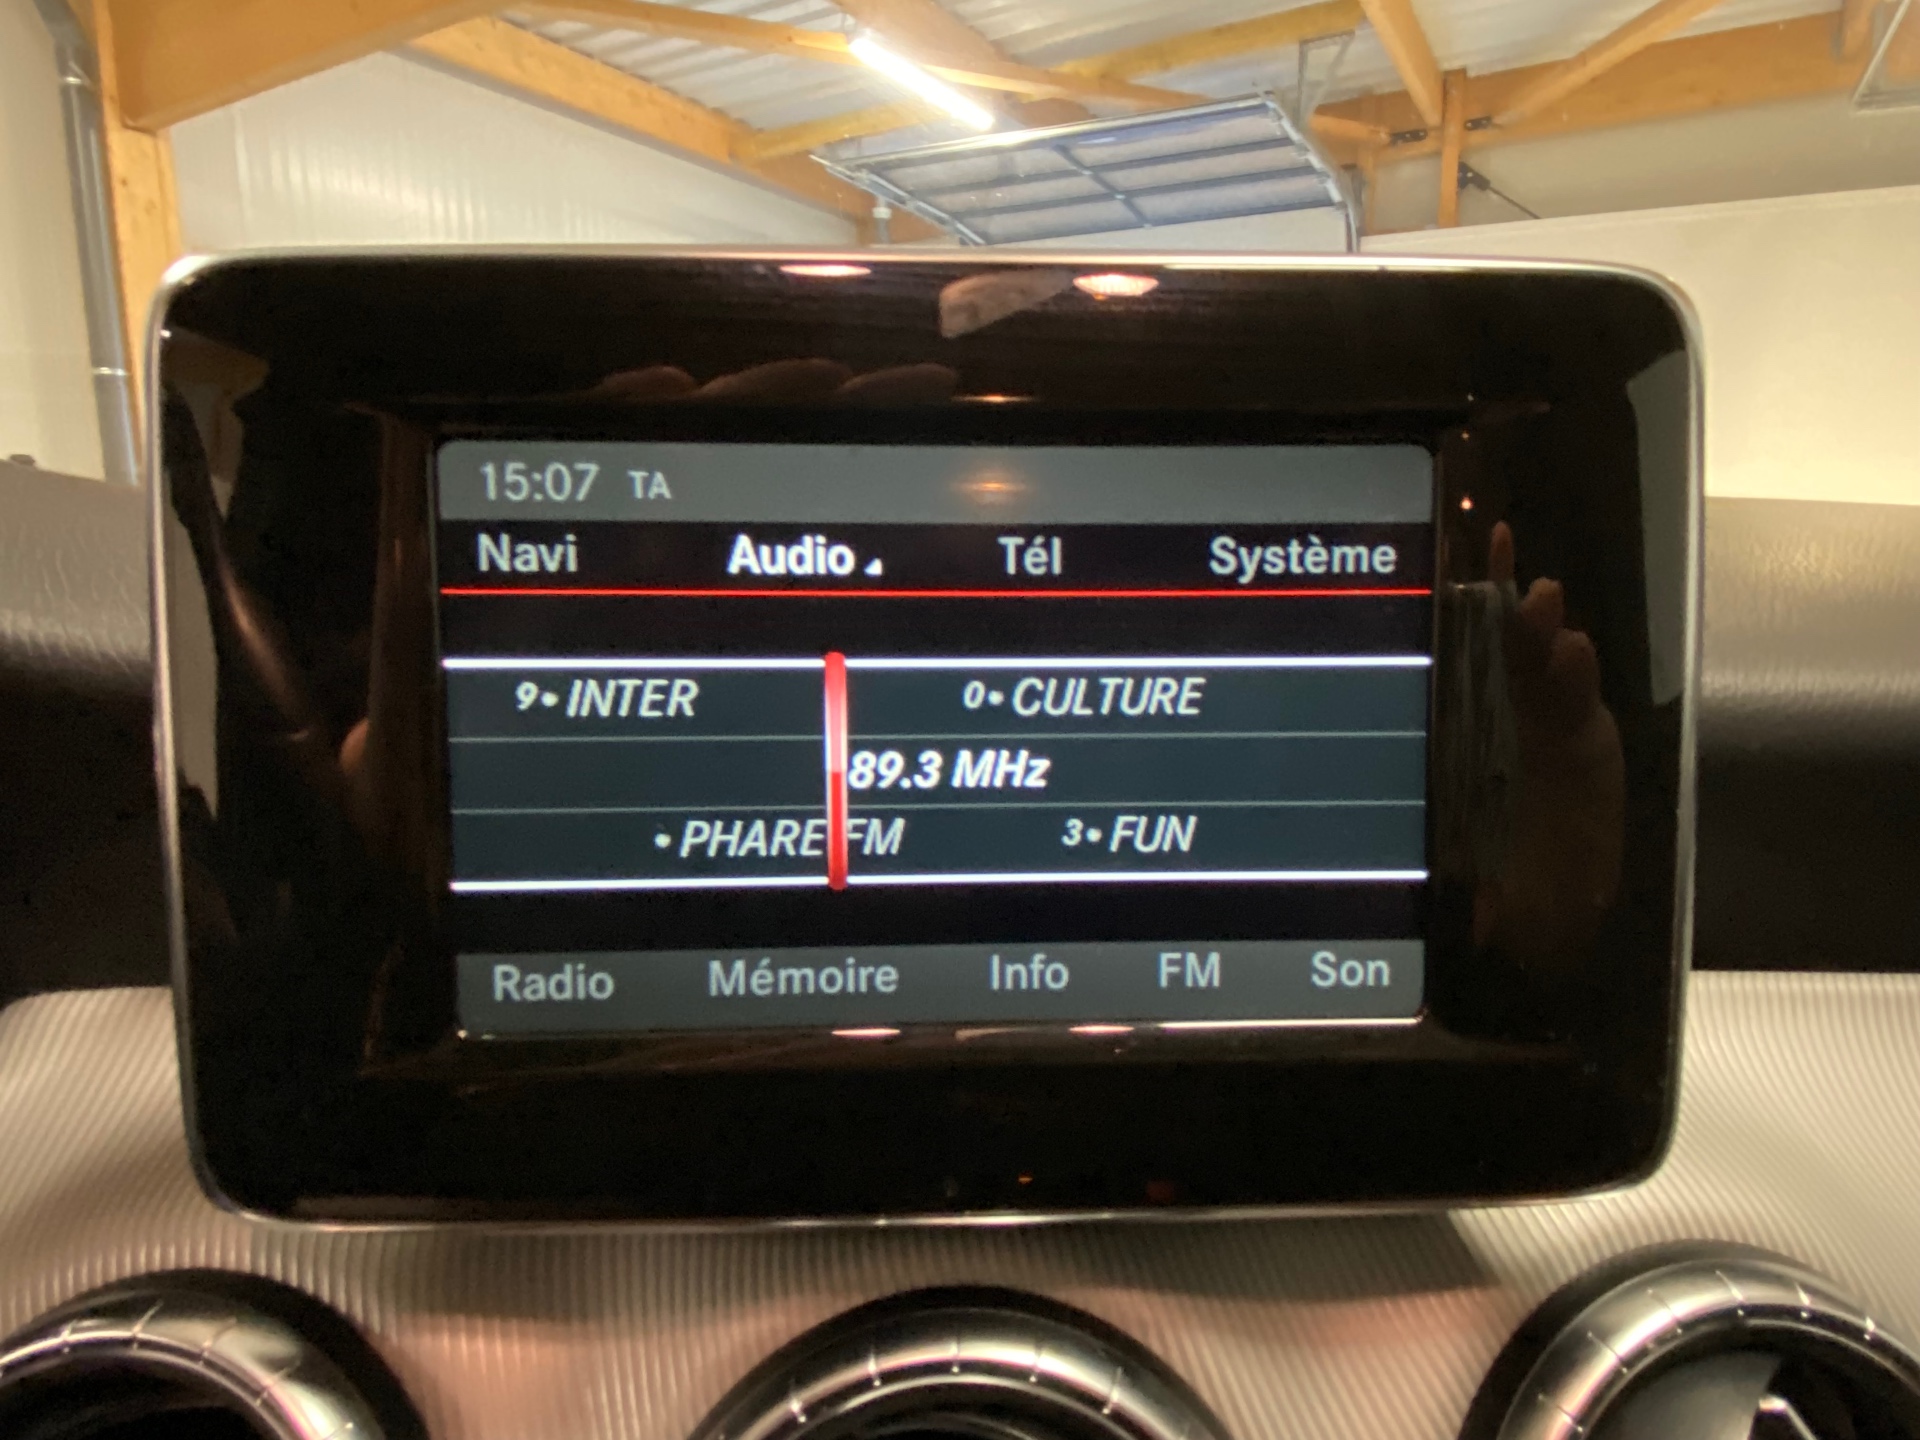 15:07 TA
Navi Audio Tél Système
9• INTER 0• CULTURE
89.3 MHz
• PHARE FM 3• FUN
Radio Mémoire Info FM Son